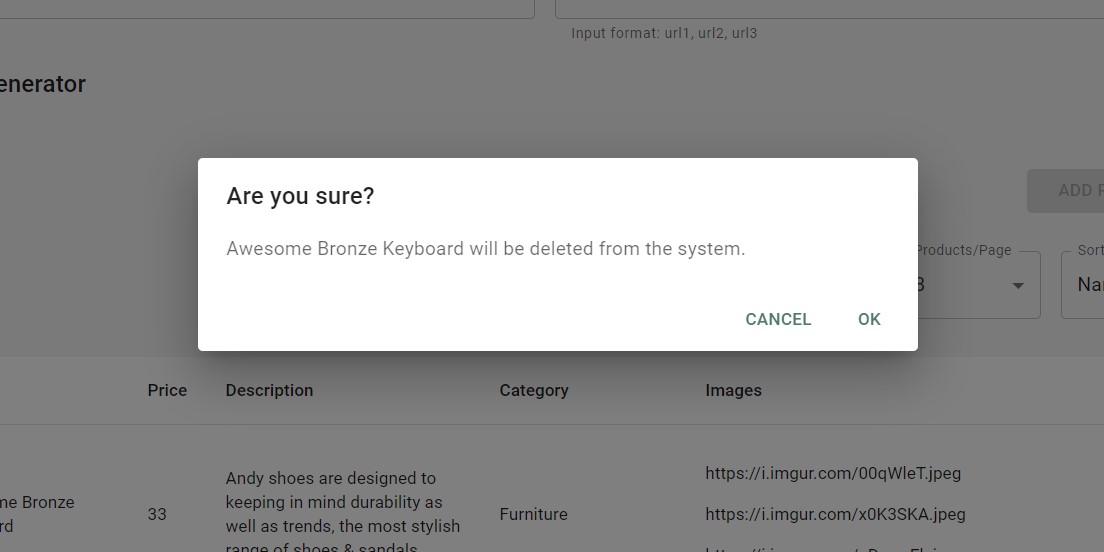 Input format: url1, url2, url3
enerator
Are you sure?
ADD
Awesome Bronze Keyboard will be deleted from the system.
Products/Page
Sort
CANCEL OK
Price Description Category Images
Andy shoes are designed to
keeping in mind durability as
well as trends, the most stylish
range of shoes & sandals
me Bronze
rd
33
Furniture
https://i.imgur.com/00qWleT.jpeg
https://i.imgur.com/x0K3SKA.jpeg